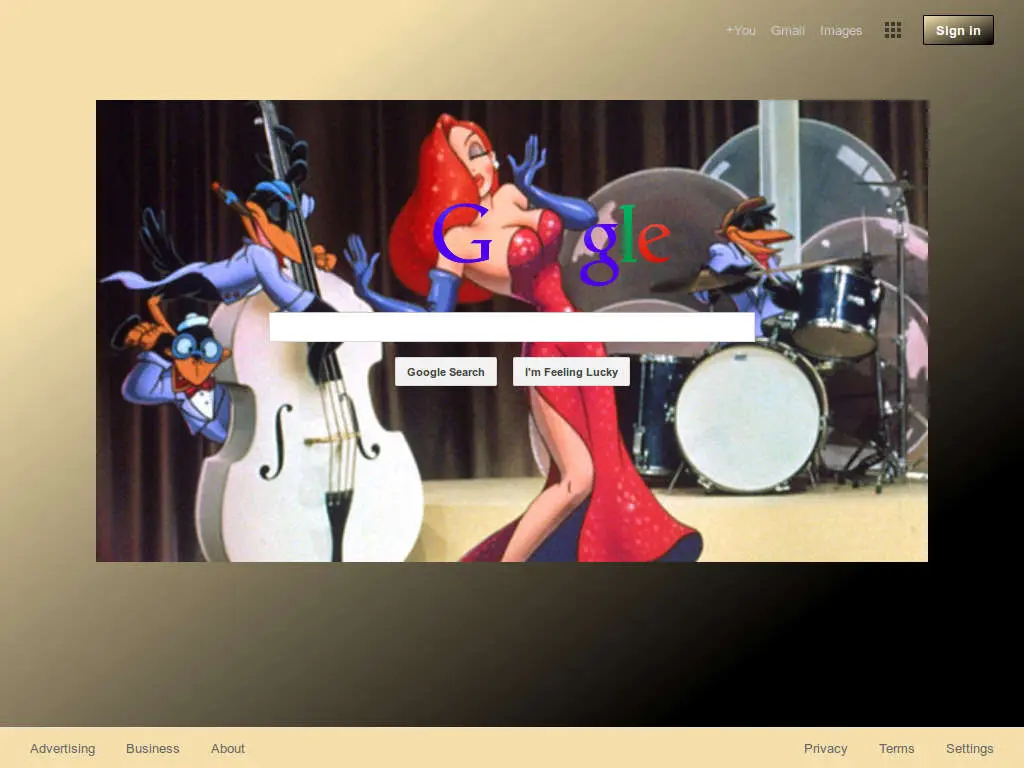 +You Gmail Images Sign in
G gle
Google Search I'm Feeling Lucky
Advertising Business About Privacy Terms Settings